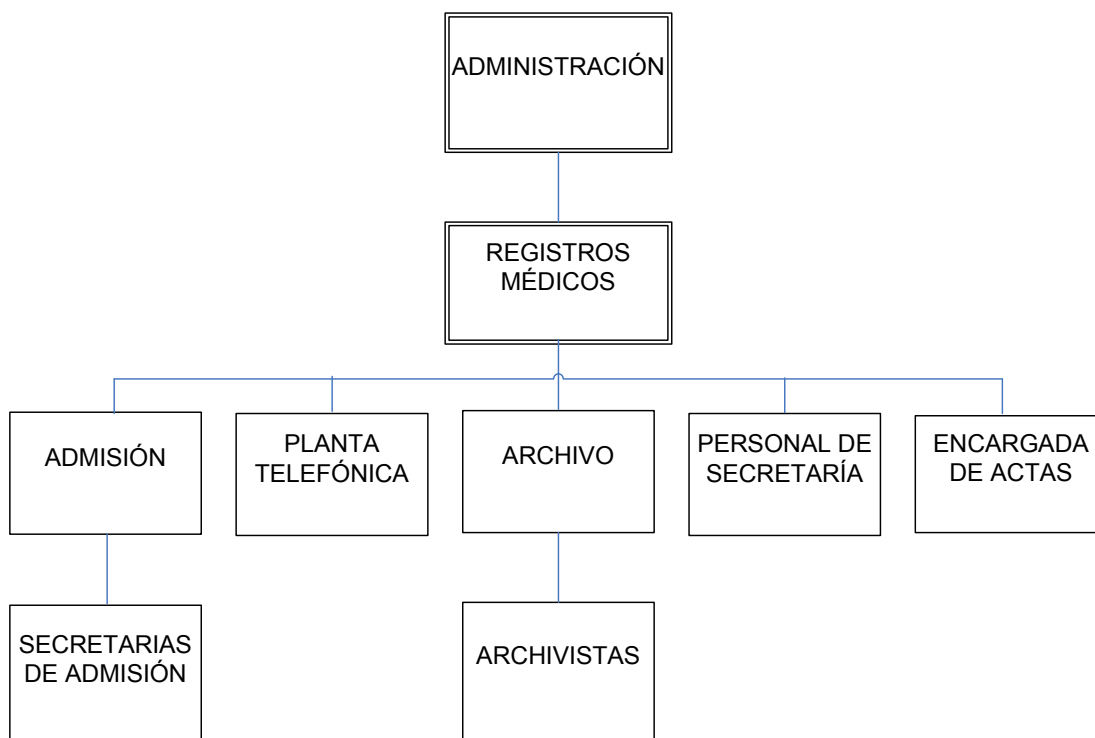 ADMINISTRACIÓN
REGISTROS
MÉDICOS
ADMISIÓN
PLANTA
TELEFÓNICA
ARCHIVO
PERSONAL DE
SECRETARÍA
ENCARGADA
DE ACTAS
SECRETARIAS
DE ADMISIÓN
ARCHIVISTAS